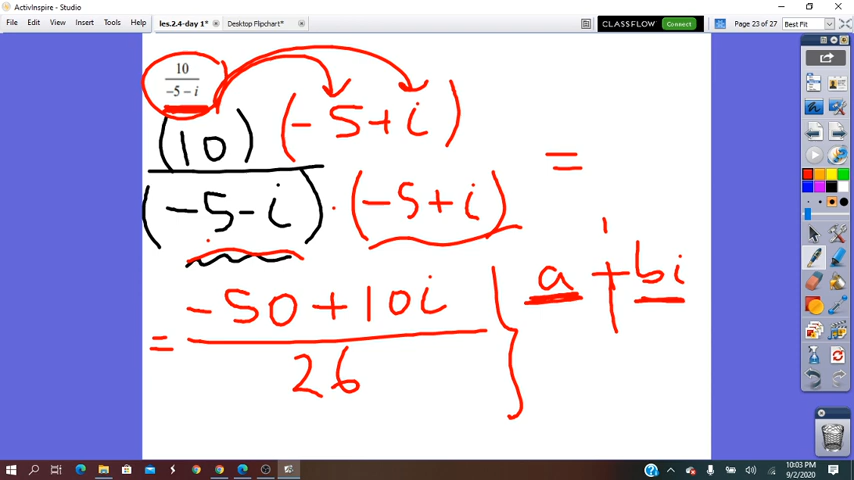 ActivInspire - Studio
File Edit View Insert Tools Help
CLASSFLOW Connect
Page 23 of 27
Best Fit
les.2.4-day 1*
Desktop Flipchart*
10
-5 - i
(10) (-5+i)
=
(-5-i) · (-5+i)
= -50 + 10i
26
a + bi
10:03 PM
9/2/2020